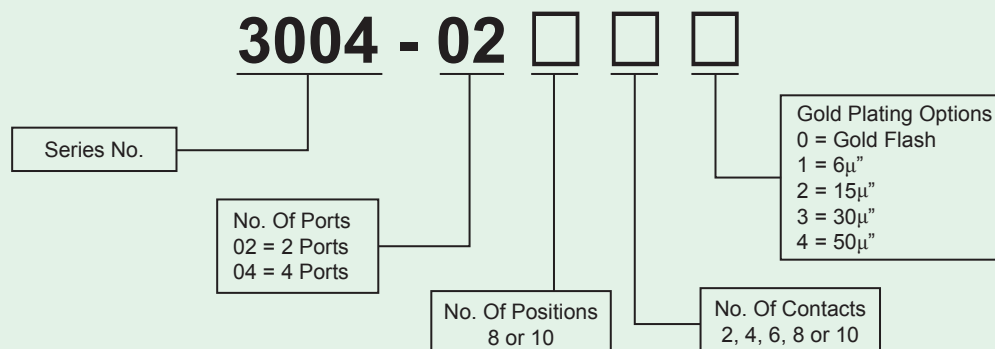 3004 - 02 □ □ □
Series No.
No. Of Ports
02 = 2 Ports
04 = 4 Ports
No. Of Positions
8 or 10
No. Of Contacts
2, 4, 6, 8 or 10
Gold Plating Options
0 = Gold Flash
1 = 6μ”
2 = 15μ”
3 = 30μ”
4 = 50μ”